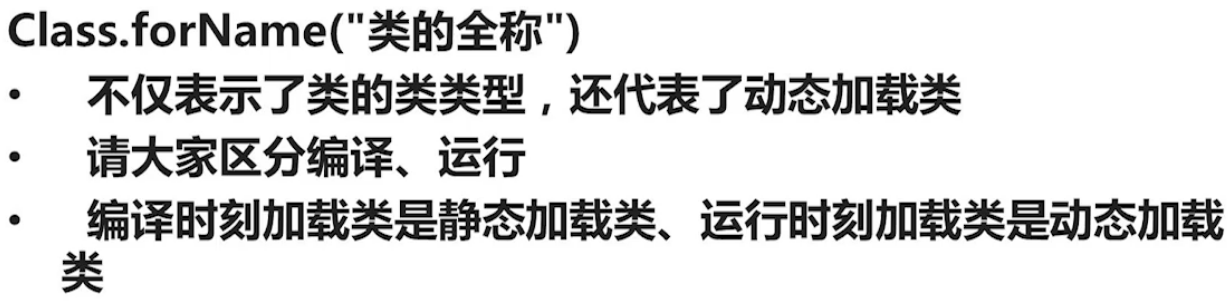 Class.forName("类的全称")
• 不仅表示了类的类类型，还代表了动态加载类
• 请大家区分编译、运行
• 编译时刻加载类是静态加载类、运行时刻加载类是动态加载
类